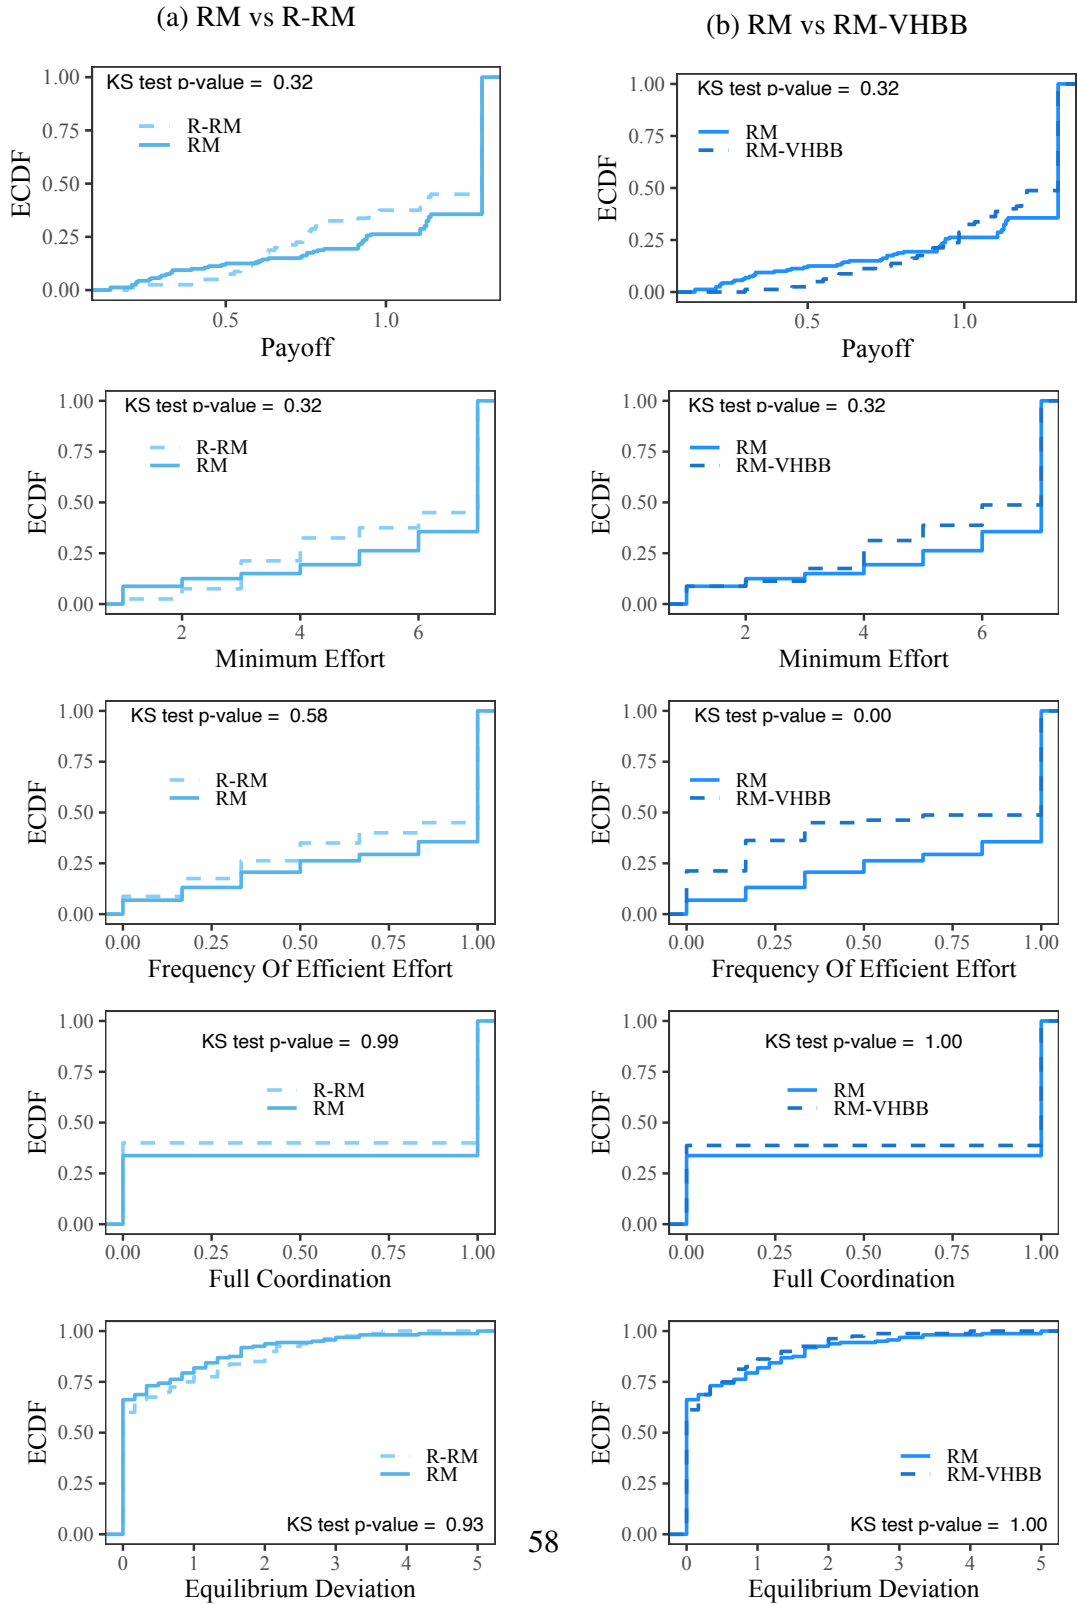 (a) RM vs R-RM
KS test p-value = 0.32
R-RM
RM
1.00
0.75
0.50
0.25
0.00
ECDF
0.5
1.0
Payoff
KS test p-value = 0.32
R-RM
RM
1.00
0.75
0.50
0.25
0.00
ECDF
2
4
6
Minimum Effort
KS test p-value = 0.58
R-RM
RM
1.00
0.75
0.50
0.25
0.00
ECDF
0.00
0.25
0.50
0.75
1.00
Frequency Of Efficient Effort
KS test p-value = 0.99
R-RM
RM
1.00
0.75
0.50
0.25
0.00
ECDF
0.00
0.25
0.50
0.75
1.00
Full Coordination
R-RM
RM
KS test p-value = 0.93
1.00
0.75
0.50
0.25
0.00
ECDF
0
1
2
3
4
5
Equilibrium Deviation
(b) RM vs RM-VHBB
KS test p-value = 0.32
RM
RM-VHBB
1.00
0.75
0.50
0.25
0.00
ECDF
0.5
1.0
Payoff
KS test p-value = 0.32
RM
RM-VHBB
1.00
0.75
0.50
0.25
0.00
ECDF
2
4
6
Minimum Effort
KS test p-value = 0.00
RM
RM-VHBB
1.00
0.75
0.50
0.25
0.00
ECDF
0.00
0.25
0.50
0.75
1.00
Frequency Of Efficient Effort
KS test p-value = 1.00
RM
RM-VHBB
1.00
0.75
0.50
0.25
0.00
ECDF
0.00
0.25
0.50
0.75
1.00
Full Coordination
RM
RM-VHBB
KS test p-value = 1.00
1.00
0.75
0.50
0.25
0.00
ECDF
0
1
2
3
4
5
Equilibrium Deviation
58